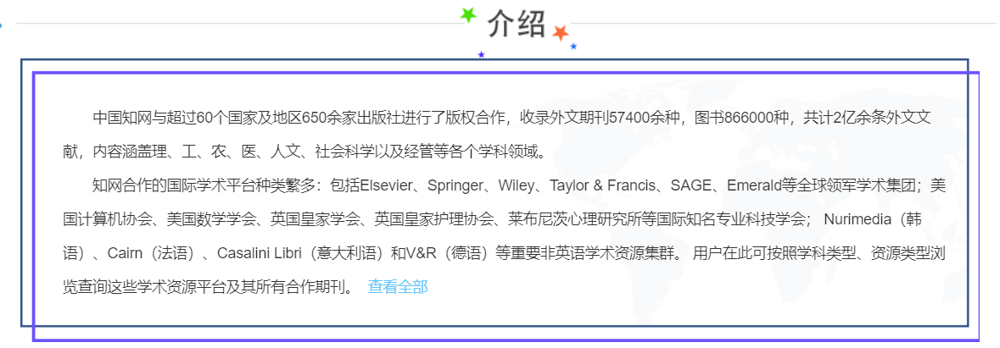 介绍
中国知网与超过60个国家及地区650余家出版社进行了版权合作，收录外文期刊57400余种，图书866000种，共计2亿余条外文文
献，内容涵盖理、工、农、医、人文、社会科学以及经管等各个学科领域。
知网合作的国际学术平台种类繁多：包括Elsevier、Springer、Wiley、Taylor & Francis、SAGE、Emerald等全球领军学术集团；美
国计算机协会、美国数学学会、英国皇家学会、英国皇家护理协会、莱布尼茨心理研究所等国际知名专业科技学会； Nurimedia（韩
语）、Cairn（法语）、Casalini Libri（意大利语）和V&R（德语）等重要非英语学术资源集群。 用户在此可按照学科类型、资源类型浏
览查询这些学术资源平台及其所有合作期刊。 查看全部